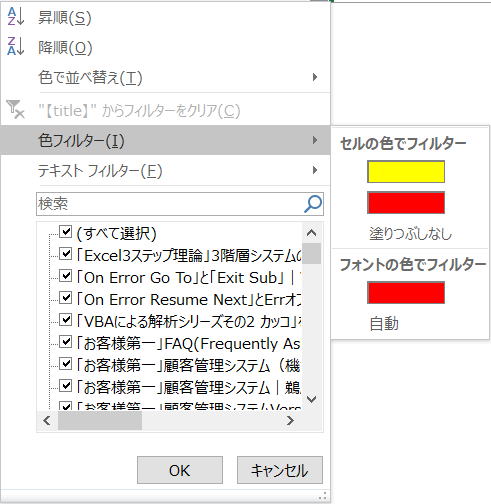 昇順(S)
降順(O)
色で並べ替え(T)
"【title】" からフィルターをクリア(C)
色フィルター(I)
テキスト フィルター(F)
検索
(すべて選択)
「Excel3ステップ理論」3階層システムの
「On Error Go To」と「Exit Sub」｜V
「On Error Resume Next」とErrオブ
「VBAによる解析シリーズその2 カッコ」を
「お客様第一」FAQ(Frequently As
「お客様第一」顧客管理システム（機
「お客様第一」顧客管理システム｜鵜
「お客様第一」顧客管理システムVers
OK
キャンセル
セルの色でフィルター
塗りつぶしなし
フォントの色でフィルター
自動